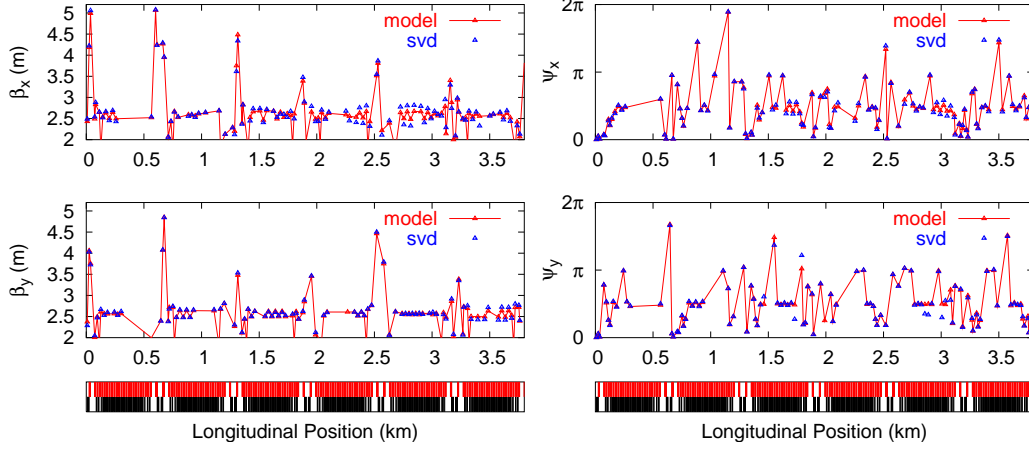 5
4.5
4
3.5
3
2.5
2
β_x (m)
model
svd
0 0.5 1 1.5 2 2.5 3 3.5
2π
π
0
ψ_x
model
svd
0 0.5 1 1.5 2 2.5 3 3.5
5
4.5
4
3.5
3
2.5
2
β_y (m)
model
svd
0 0.5 1 1.5 2 2.5 3 3.5
Longitudinal Position (km)
2π
π
0
ψ_y
model
svd
0 0.5 1 1.5 2 2.5 3 3.5
Longitudinal Position (km)